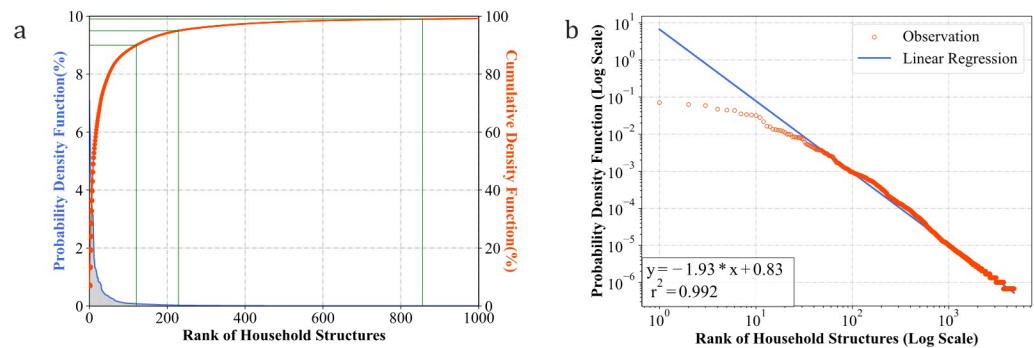 a
Probability Density Function(%)
10
8
6
4
2
0
100
80
60
40
20
0
Cumulative Density Function(%)
0 200 400 600 800 1000
Rank of Household Structures
b
Probability Density Function (Log Scale)
10^1
10^0
10^-1
10^-2
10^-3
10^-4
10^-5
10^-6
Observation
Linear Regression
y = −1.93 * x + 0.83
r^2 = 0.992
10^0 10^1 10^2 10^3
Rank of Household Structures (Log Scale)